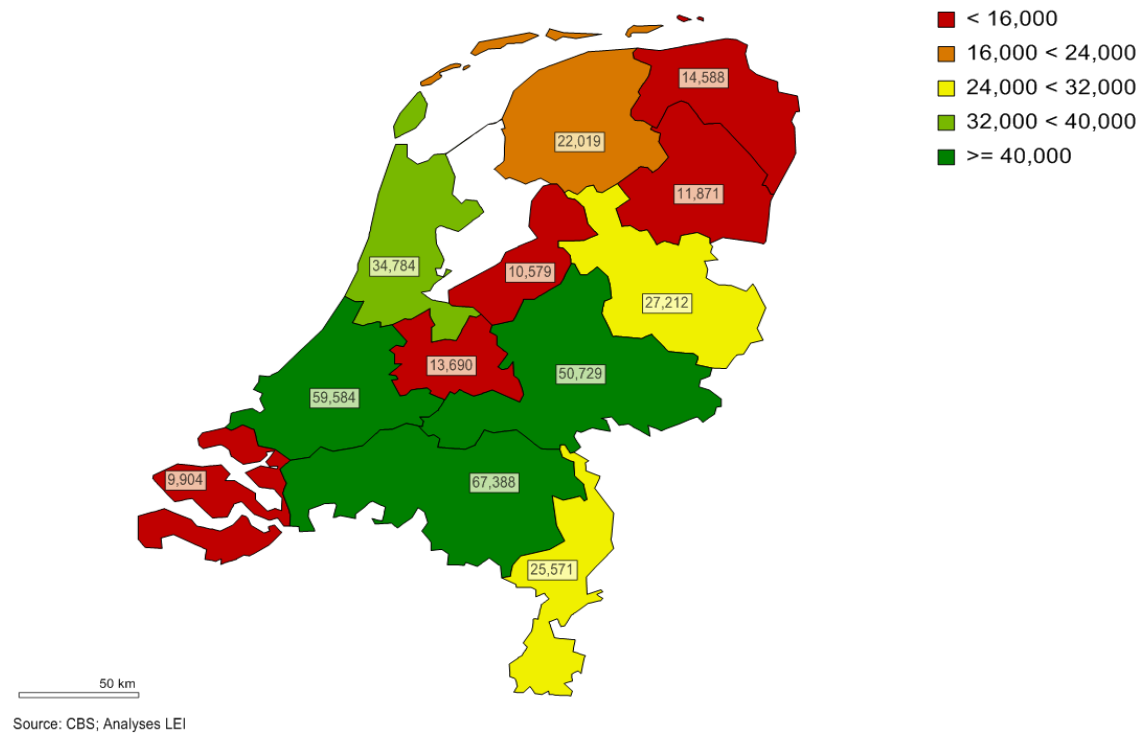 < 16,000
16,000 < 24,000
24,000 < 32,000
32,000 < 40,000
>= 40,000
14,588
22,019
11,871
34,784
10,579
27,212
13,690
50,729
59,584
9,904
67,388
25,571
50 km
Source: CBS; Analyses LEI